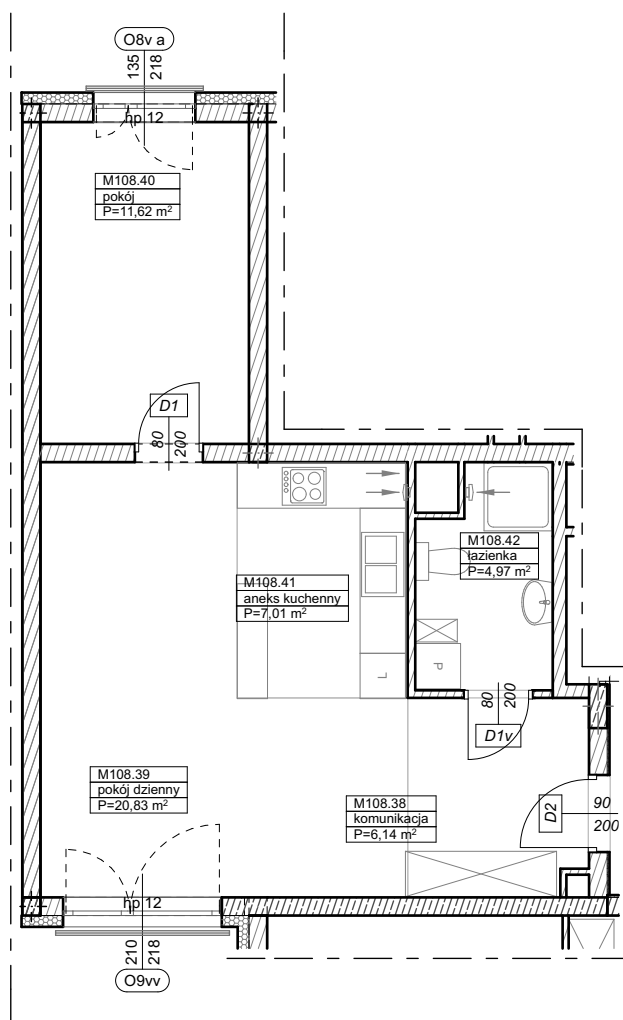 O8v a
135
218
hp 12
M108.40
pokój
P=11,62 m²
D1
80
200
M108.41
aneks kuchenny
P=7,01 m²
M108.42
łazienka
P=4,97 m²
L
P
80
200
D1v
M108.39
pokój dzienny
P=20,83 m²
M108.38
komunikacja
P=6,14 m²
D2
90
200
hp 12
210
218
O9vv